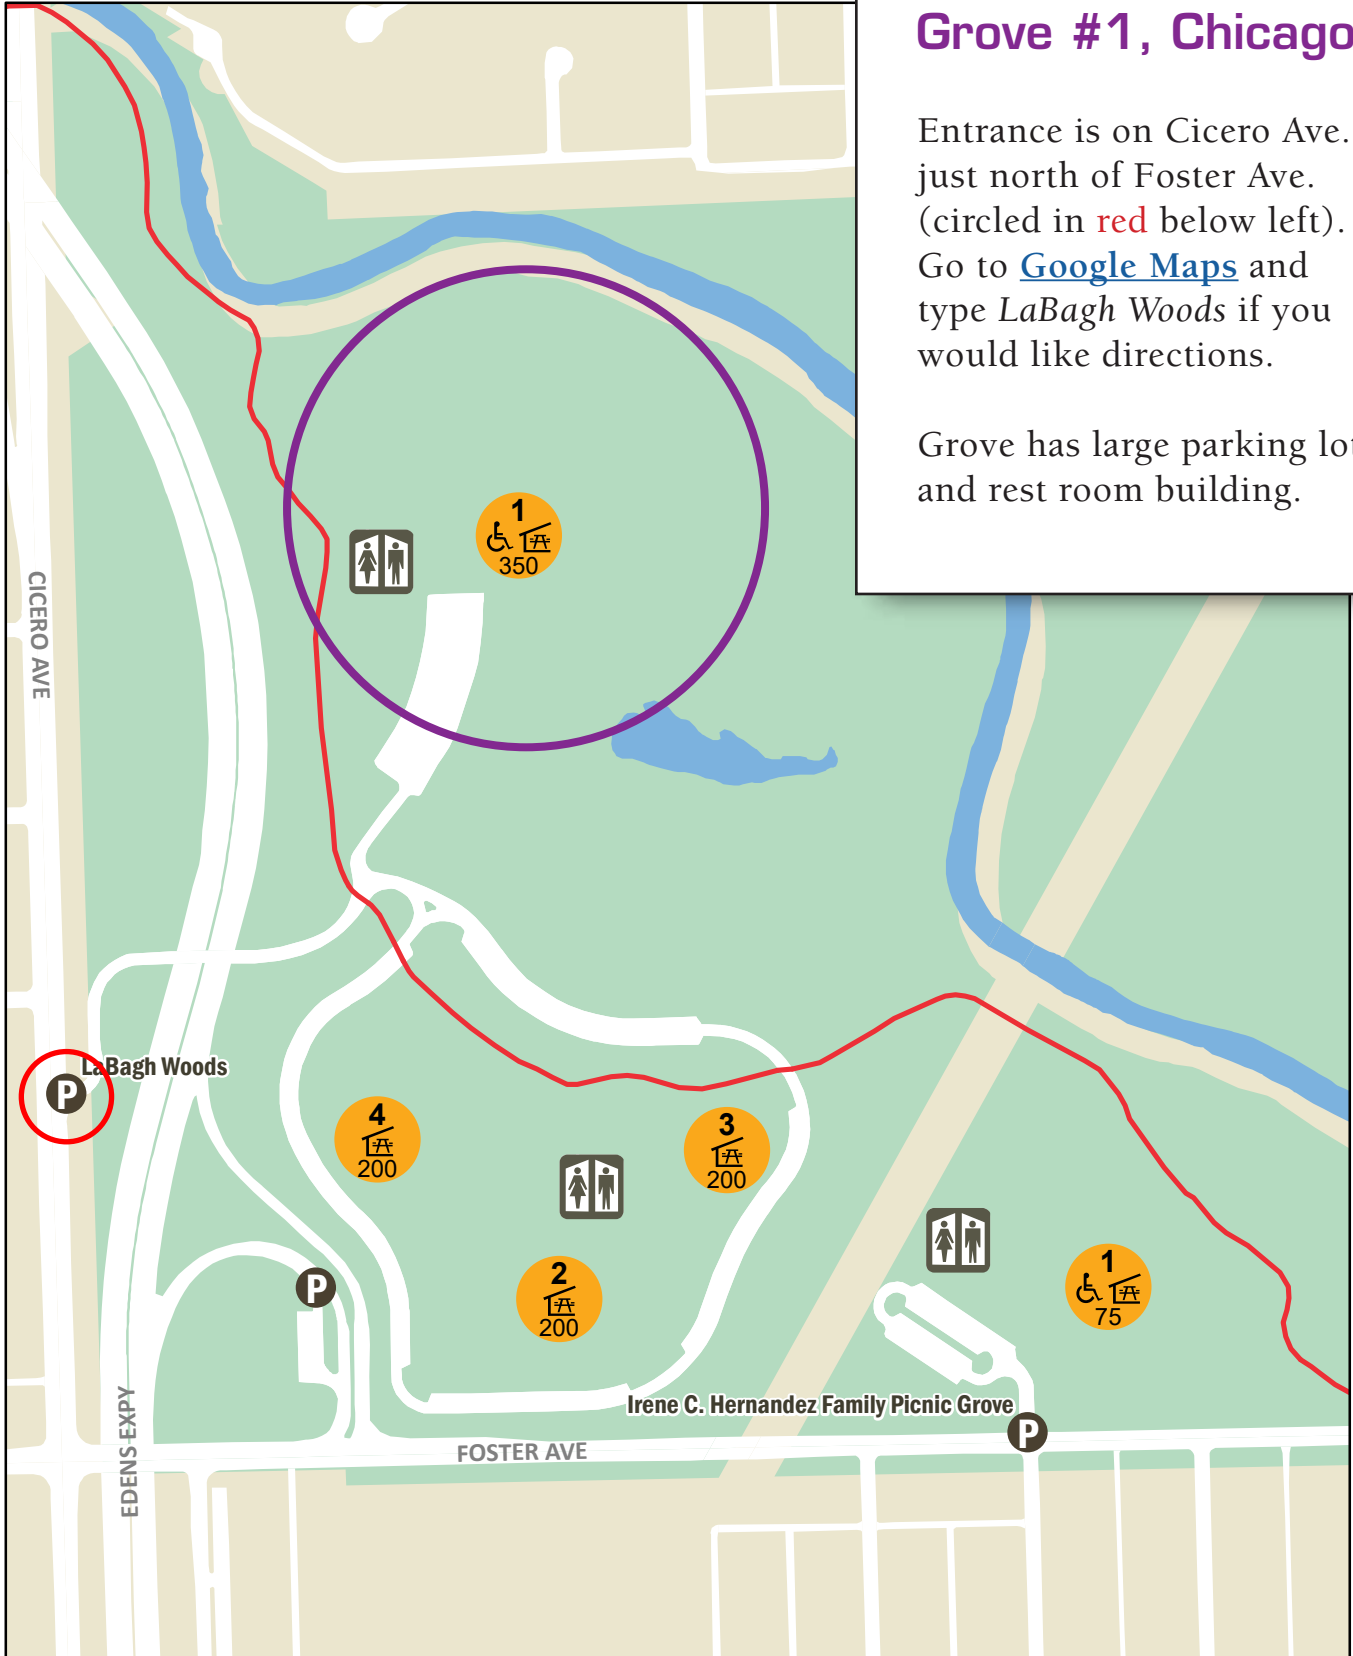 Grove #1, Chicago
Entrance is on Cicero Ave.
just north of Foster Ave.
(circled in red below left).
Go to Google Maps and
type LaBagh Woods if you
would like directions.
Grove has large parking lot
and rest room building.
1
350
CICERO AVE
LaBagh Woods
P
4
200
3
200
2
200
1
75
P
Irene C. Hernandez Family Picnic Grove
P
FOSTER AVE
EDENS EXPY